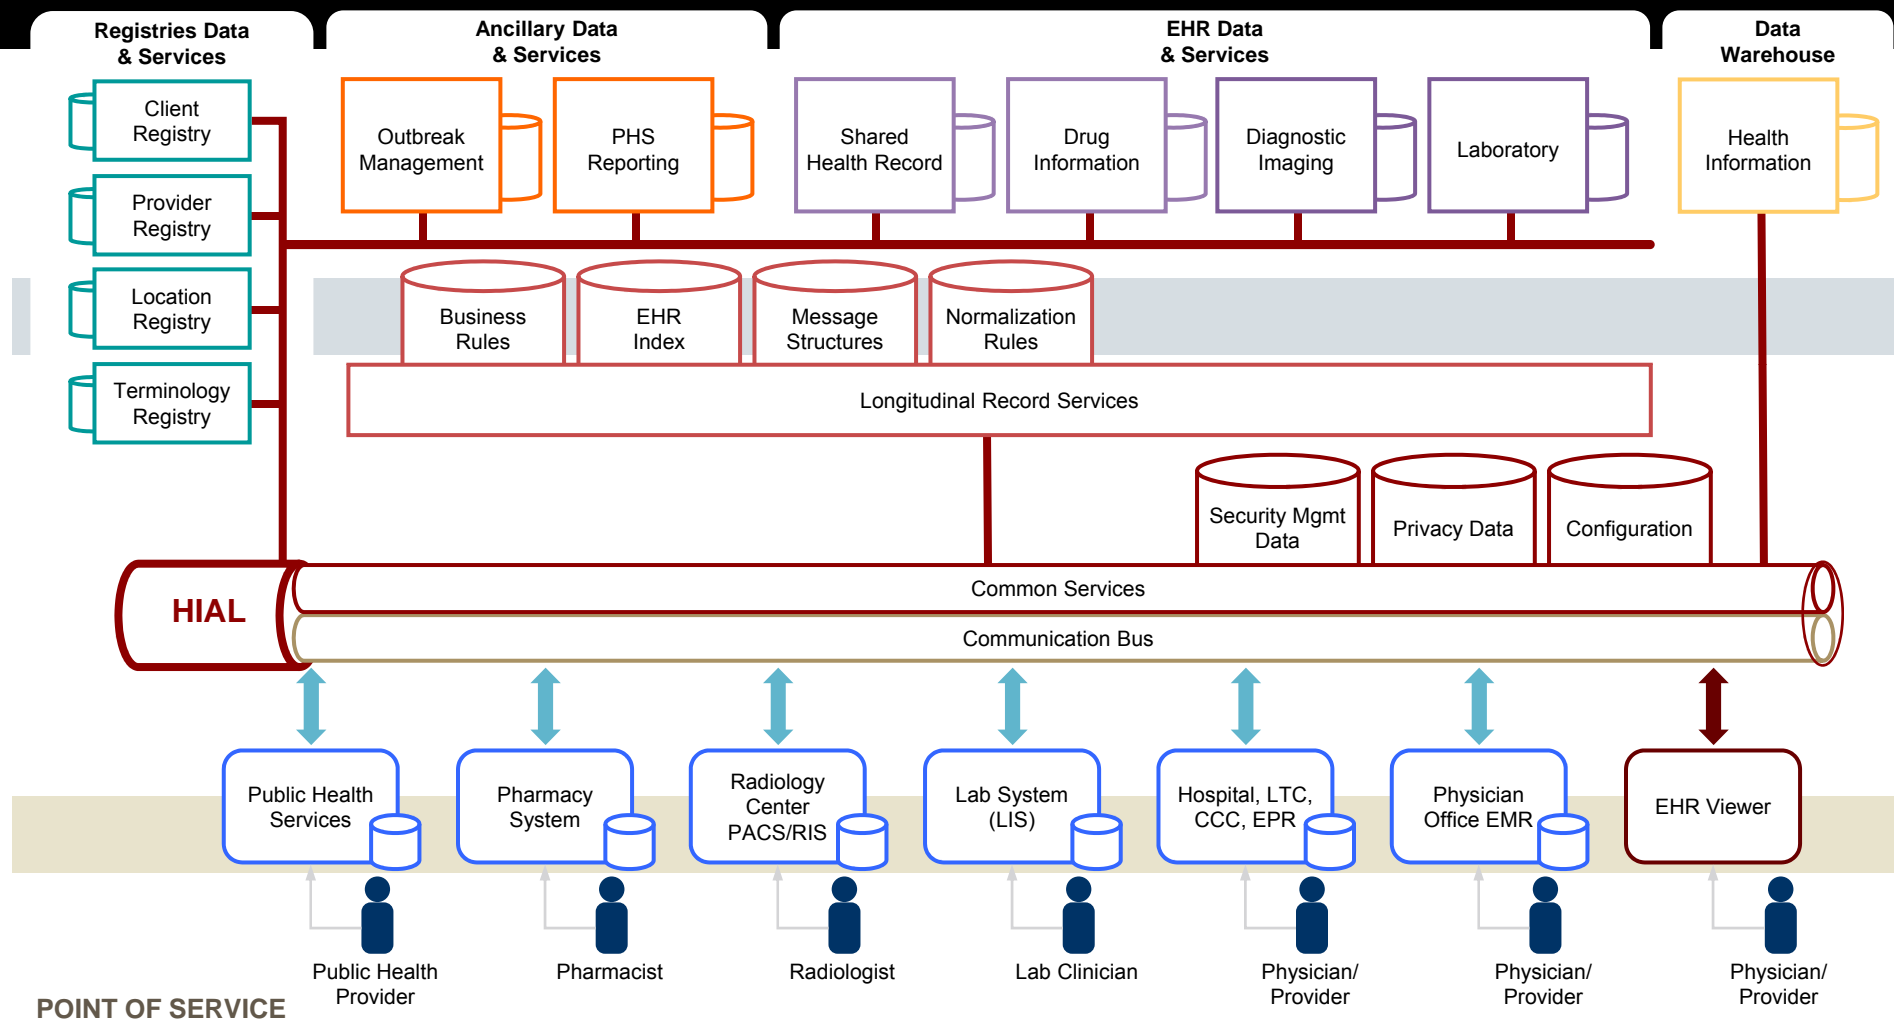 Registries Data
& Services
Ancillary Data
& Services
EHR Data
& Services
Data
Warehouse
Client
Registry
Provider
Registry
Location
Registry
Terminology
Registry
Outbreak
Management
PHS
Reporting
Shared
Health Record
Drug
Information
Diagnostic
Imaging
Laboratory
Health
Information
Business
Rules
EHR
Index
Message
Structures
Normalization
Rules
Longitudinal Record Services
Security Mgmt
Data
Privacy Data
Configuration
HIAL
Common Services
Communication Bus
Public Health
Services
Pharmacy
System
Radiology
Center
PACS/RIS
Lab System
(LIS)
Hospital, LTC,
CCC, EPR
Physician
Office EMR
EHR Viewer
Public Health
Provider
Pharmacist
Radiologist
Lab Clinician
Physician/
Provider
Physician/
Provider
Physician/
Provider
POINT OF SERVICE